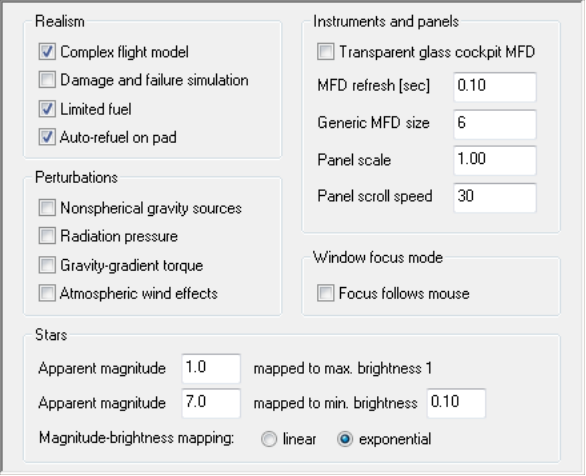 Realism
Complex flight model
Damage and failure simulation
Limited fuel
Auto-refuel on pad
Perturbations
Nonspherical gravity sources
Radiation pressure
Gravity-gradient torque
Atmospheric wind effects
Instruments and panels
Transparent glass cockpit MFD
MFD refresh [sec] 0.10
Generic MFD size 6
Panel scale 1.00
Panel scroll speed 30
Window focus mode
Focus follows mouse
Stars
Apparent magnitude 1.0 mapped to max. brightness 1
Apparent magnitude 7.0 mapped to min. brightness 0.10
Magnitude-brightness mapping: linear exponential